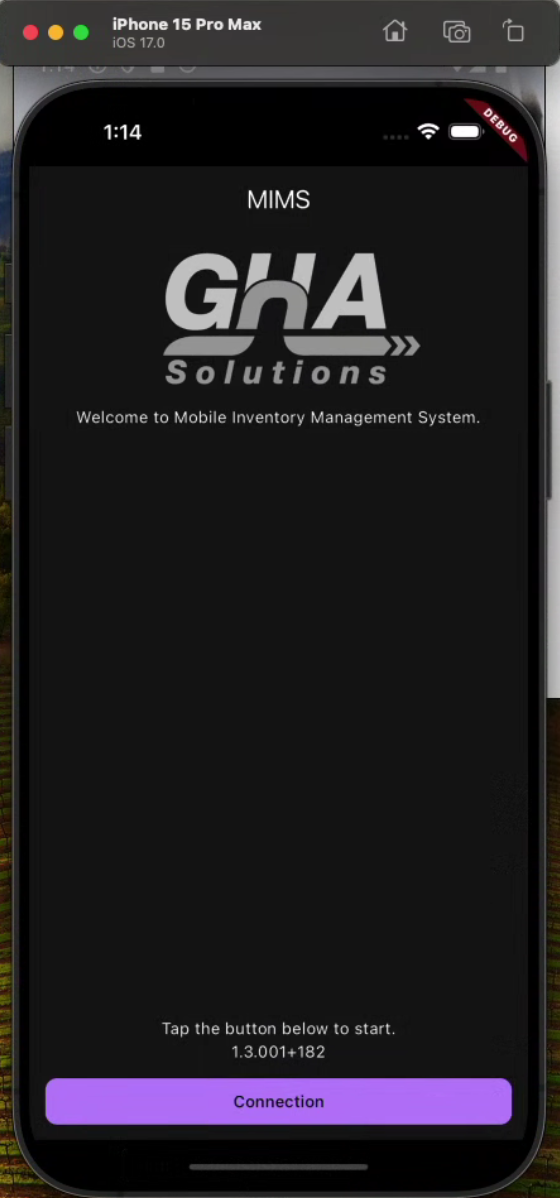 iPhone 15 Pro Max
iOS 17.0
1:14
DEBUG
MIMS
GHA
Solutions
Welcome to Mobile Inventory Management System.
Tap the button below to start.
1.3.001+182
Connection